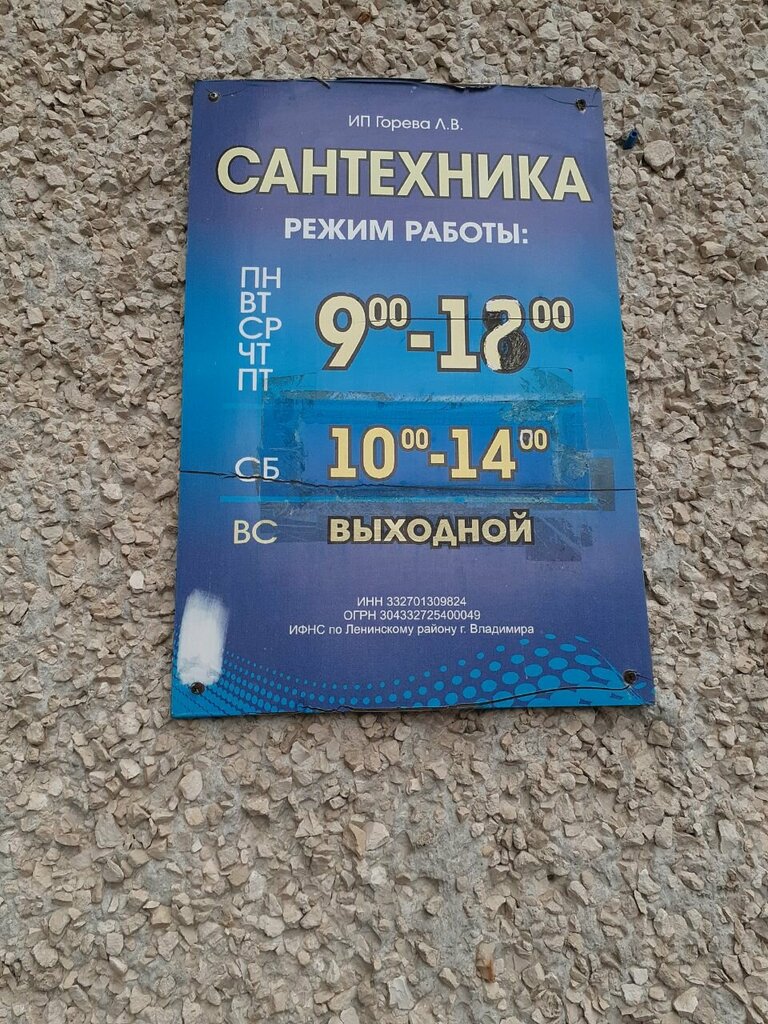 ИП Горева Л.В.
САНТЕХНИКА
РЕЖИМ РАБОТЫ:
ПН
ВТ
СР
ЧТ
ПТ
9⁰⁰-18⁰⁰
СБ 10⁰⁰-14⁰⁰
ВС ВЫХОДНОЙ
ИНН 332701309824
ОГРН 304332725400049
ИФНС по Ленинскому району г. Владимира